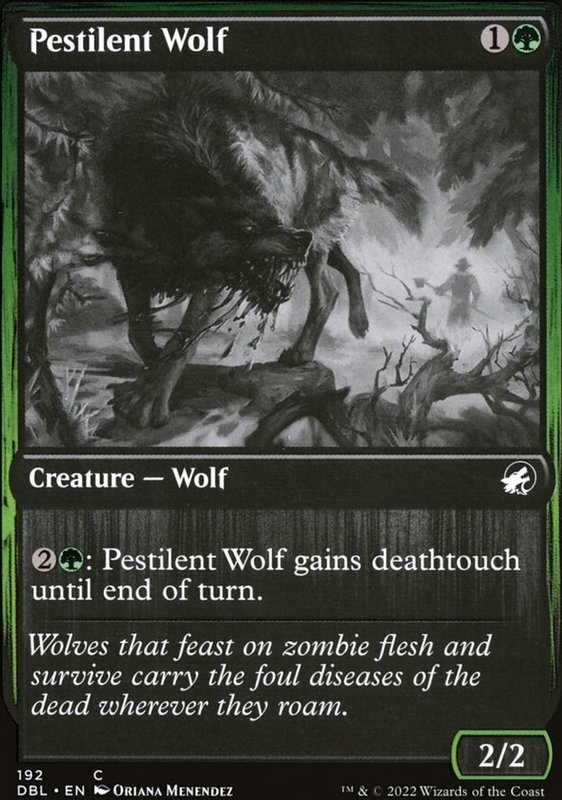 Pestilent Wolf 1
Creature — Wolf
2: Pestilent Wolf gains deathtouch
until end of turn.
Wolves that feast on zombie flesh and
survive carry the foul diseases of the
dead wherever they roam.
2/2
192 C
DBL • EN Oriana Menendez ™ & © 2022 Wizards of the Coast